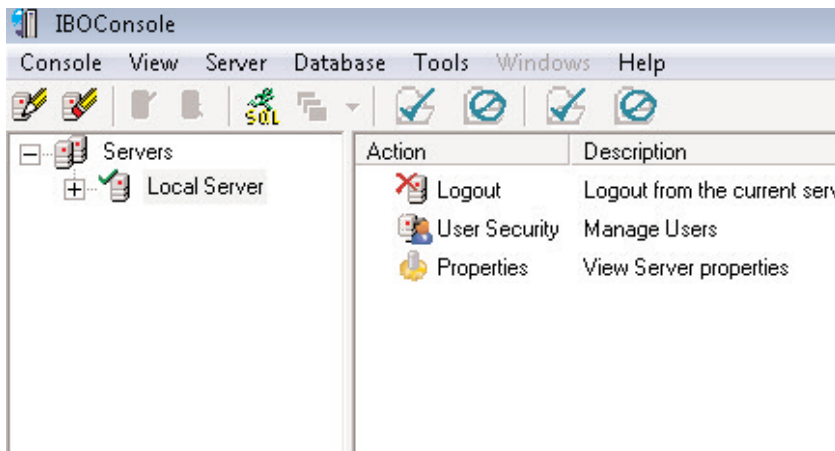 IBOConsole
Console View Server Database Tools Windows Help
SQL
Servers
Local Server
Action Description
Logout Logout from the current serv
User Security Manage Users
Properties View Server properties